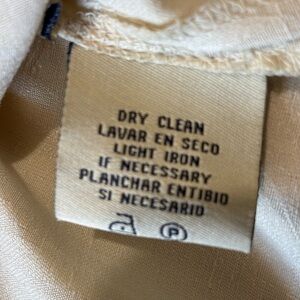 DRY CLEAN
LAVAR EN SECO
LIGHT IRON
IF NECESSARY
PLANCHAR ENTIBIO
SI NECESARIO
P